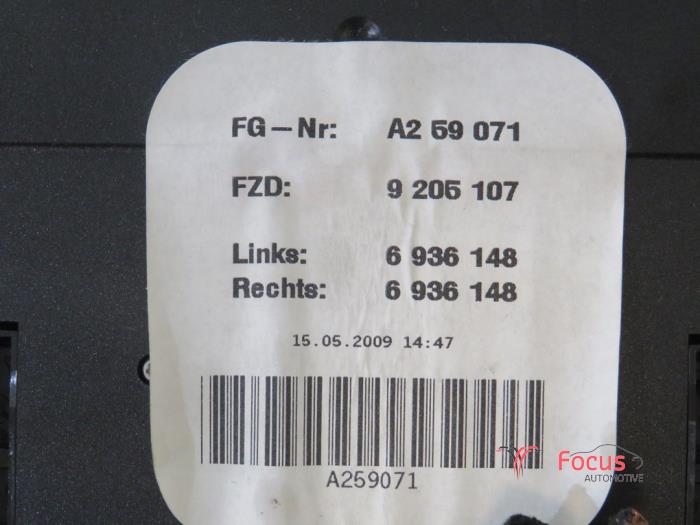 FG-Nr: A2 59 071
FZD: 9 205 107
Links: 6 936 148
Rechts: 6 936 148
15.05.2009 14:47
A259071
Focus
AUTOMOTIVE